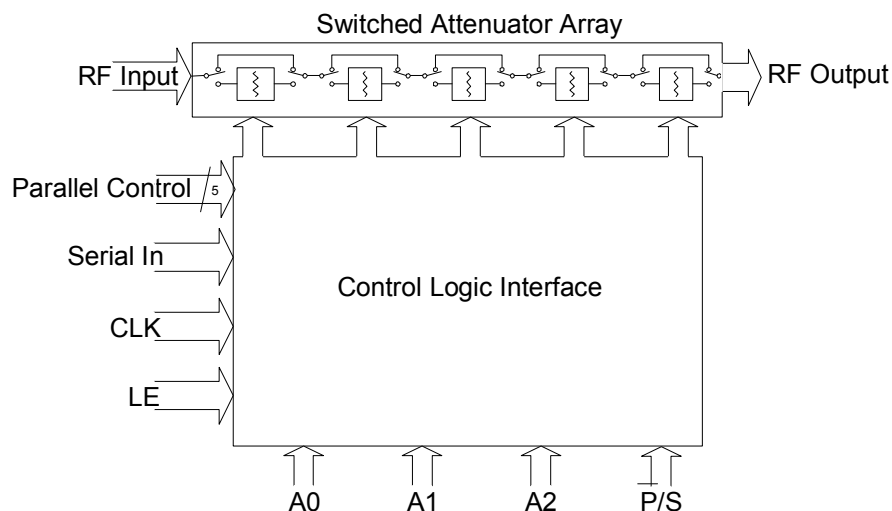 Switched Attenuator Array
RF Input
RF Output
Parallel Control
5
Serial In
Control Logic Interface
CLK
LE
A0
A1
A2
P̅/S